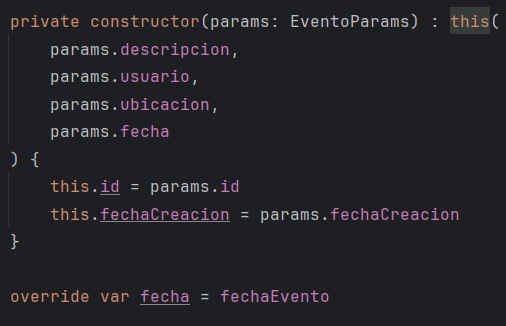 private constructor(params: EventoParams) : this(
    params.descripcion,
    params.usuario,
    params.ubicacion,
    params.fecha
) {
    this.id = params.id
    this.fechaCreacion = params.fechaCreacion
}
override var fecha = fechaEvento